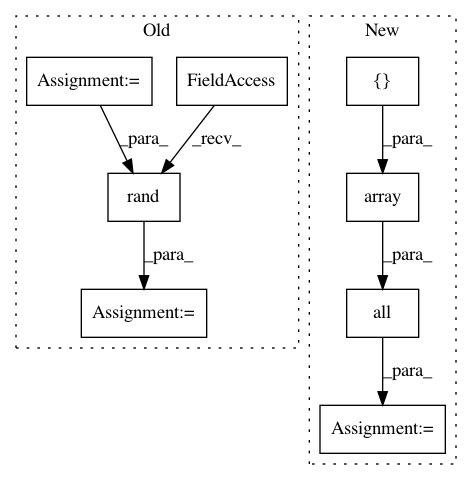 Old
New
Assignment:=
FieldAccess
{}
_para_
_recv_
_para_
rand
array
_para_
_para_
Assignment:=
all
_para_
Assignment:=